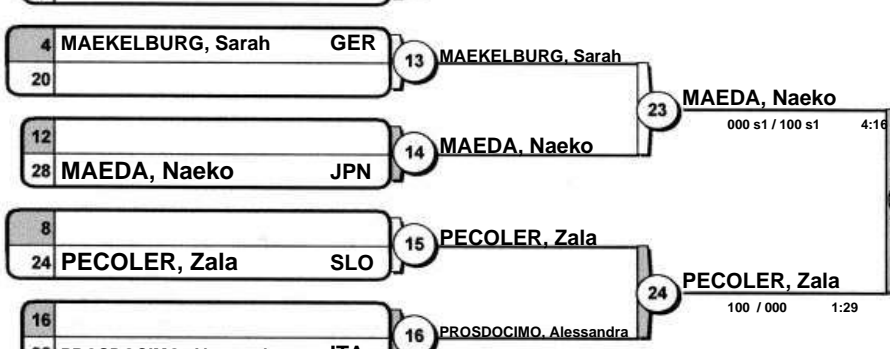 4 MAEKELBURG, Sarah GER
20
13 MAEKELBURG, Sarah
23 MAEDA, Naeko
000 s1 / 100 s1 4:16
12
28 MAEDA, Naeko JPN
14 MAEDA, Naeko
8
24 PECOLER, Zala SLO
15 PECOLER, Zala
24 PECOLER, Zala
100 / 000 1:29
16
16 PROSDOCIMO, Alessandra
ITA